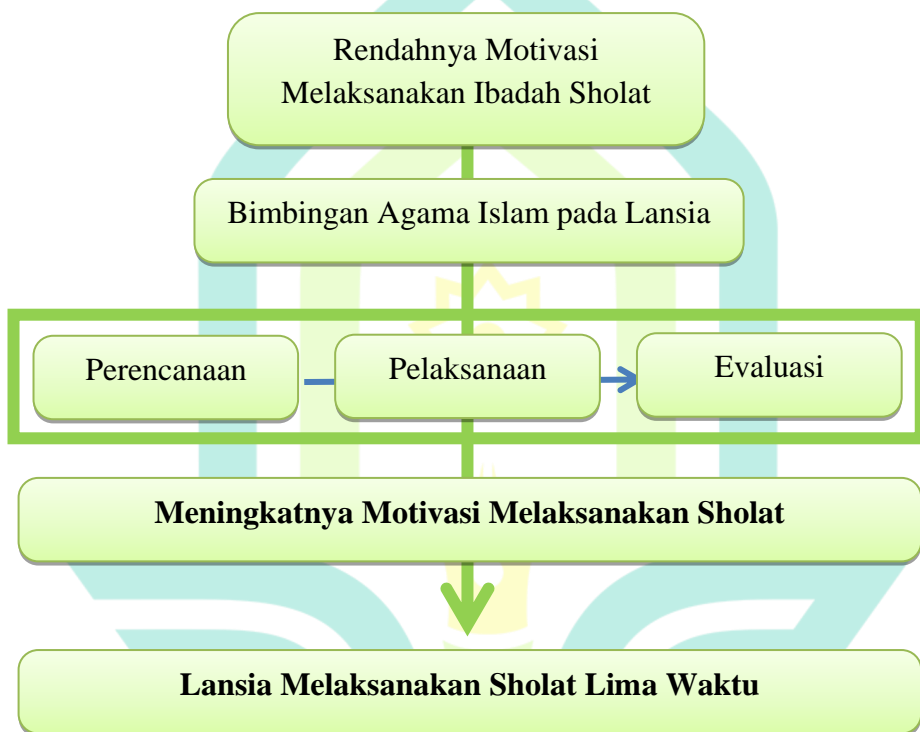 Rendahnya Motivasi
Melaksanakan Ibadah Sholat
Bimbingan Agama Islam pada Lansia
Perencanaan
Pelaksanaan
Evaluasi
Meningkatnya Motivasi Melaksanakan Sholat
Lansia Melaksanakan Sholat Lima Waktu